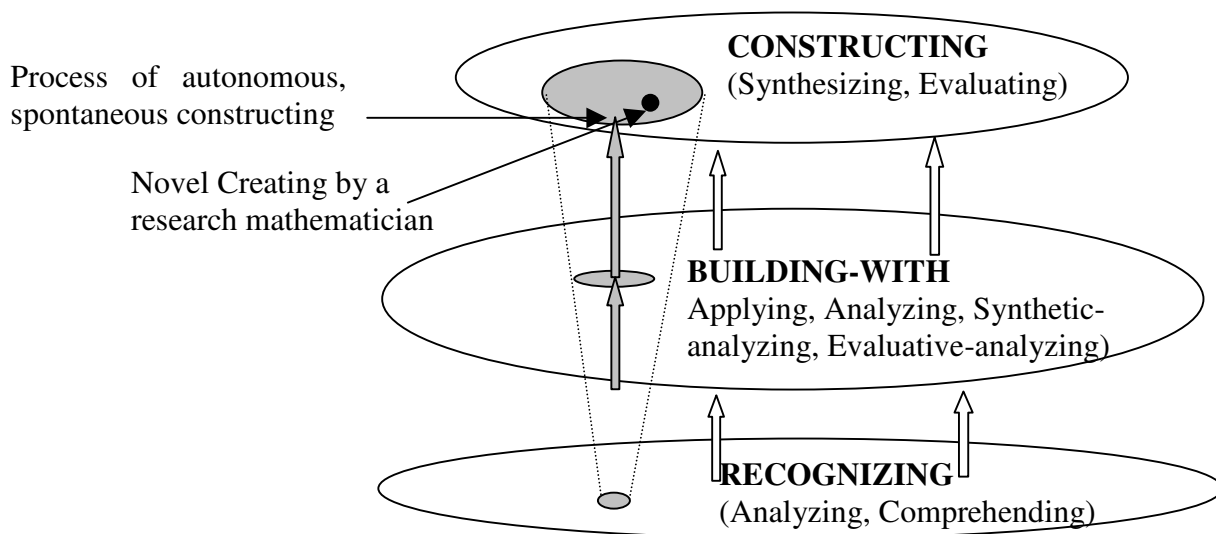 CONSTRUCTING
(Synthesizing, Evaluating)
Process of autonomous,
spontaneous constructing
Novel Creating by a
research mathematician
BUILDING-WITH
Applying, Analyzing, Synthetic-
analyzing, Evaluative-analyzing)
RECOGNIZING
(Analyzing, Comprehending)